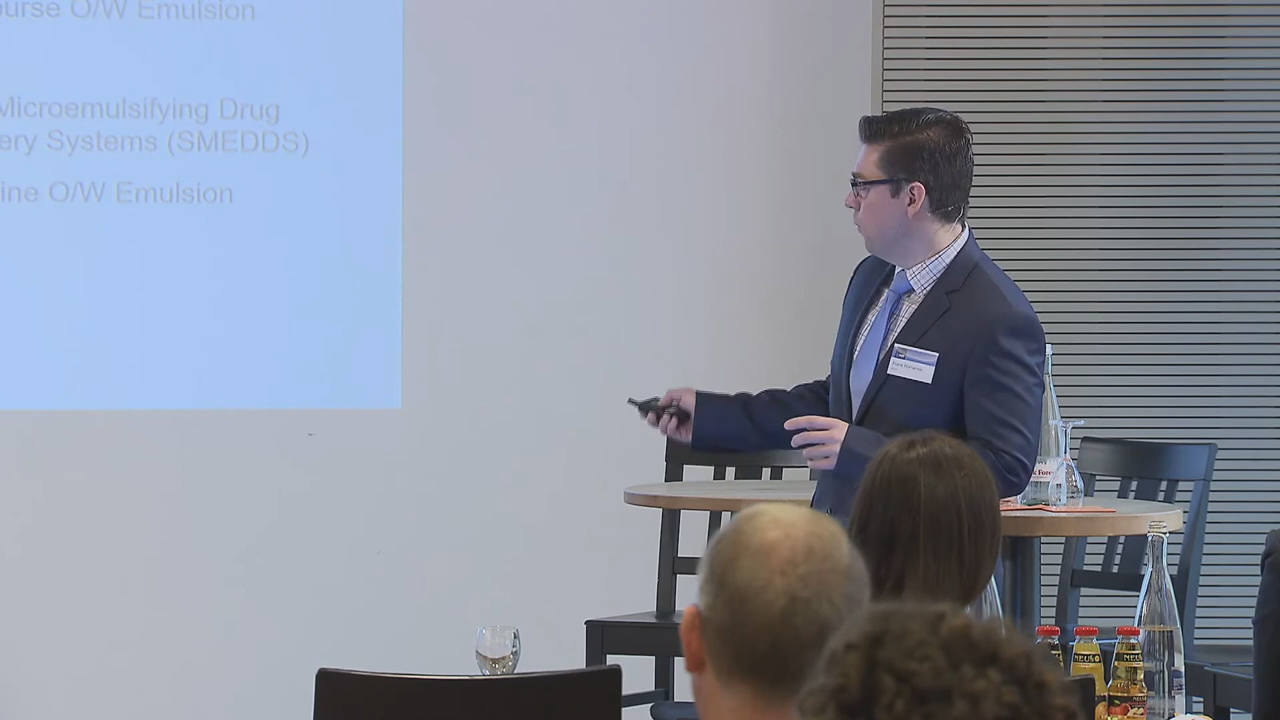 urse O/W Emulsion
Microemulsifying Drug
ery Systems (SMEDDS)
ine O/W Emulsion